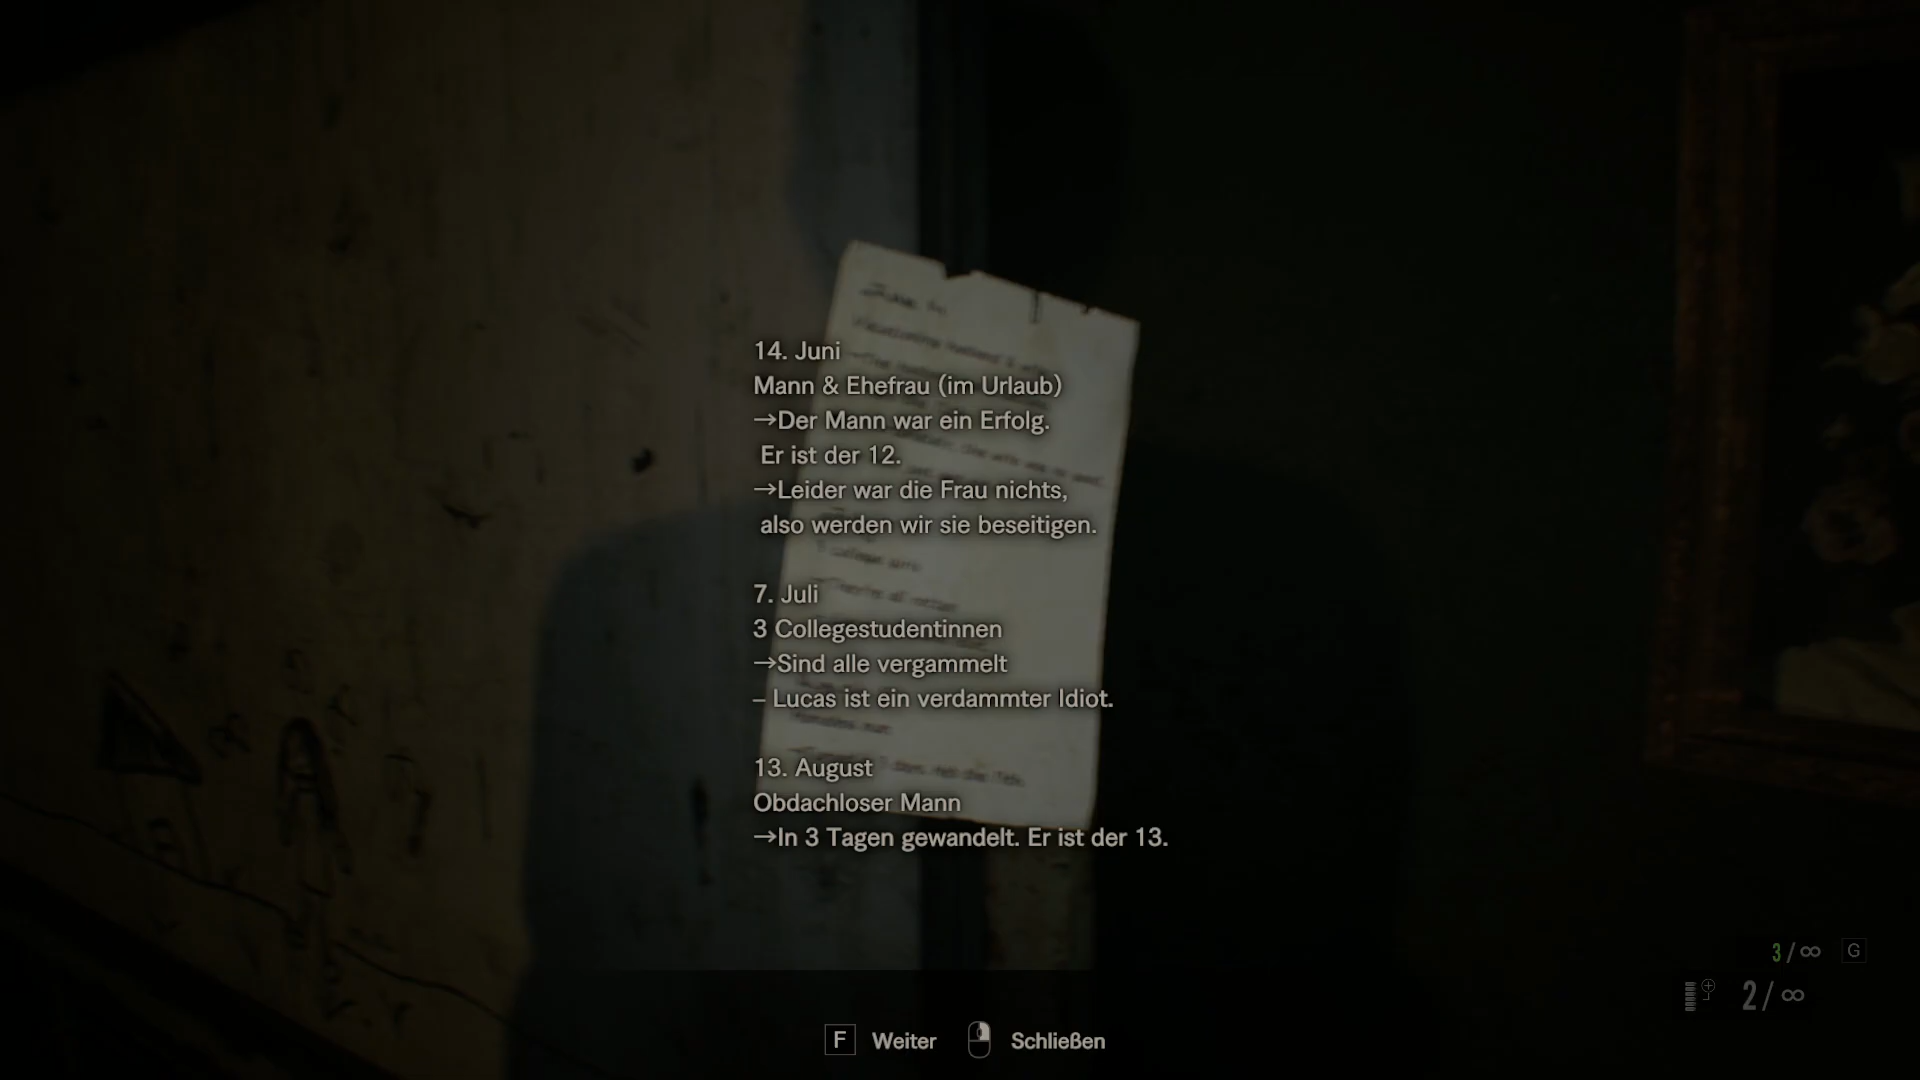 14. Juni
Mann & Ehefrau (im Urlaub)
→Der Mann war ein Erfolg.
Er ist der 12.
→Leider war die Frau nichts,
also werden wir sie beseitigen.
7. Juli
3 Collegestudentinnen
→Sind alle vergammelt
– Lucas ist ein verdammter Idiot.
13. August
Obdachloser Mann
→In 3 Tagen gewandelt. Er ist der 13.
3/∞ G
2/∞
F Weiter Schließen